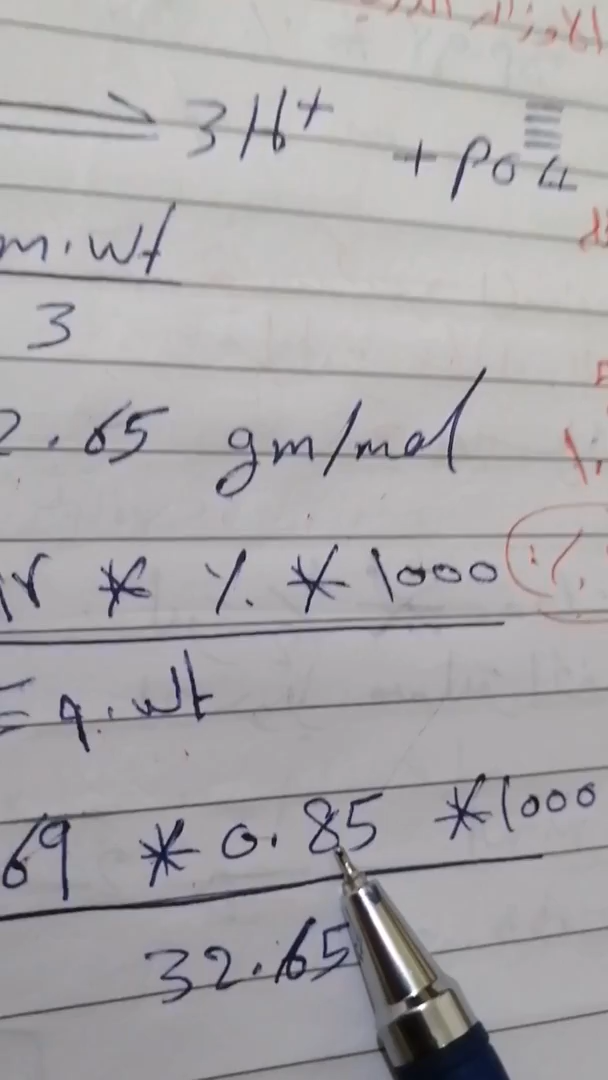 3H⁺ + PO4
m.wt
3
2.65 gm/mol
* % * 1000
Eq.wt
69 * 0.85 * 1000
32.65